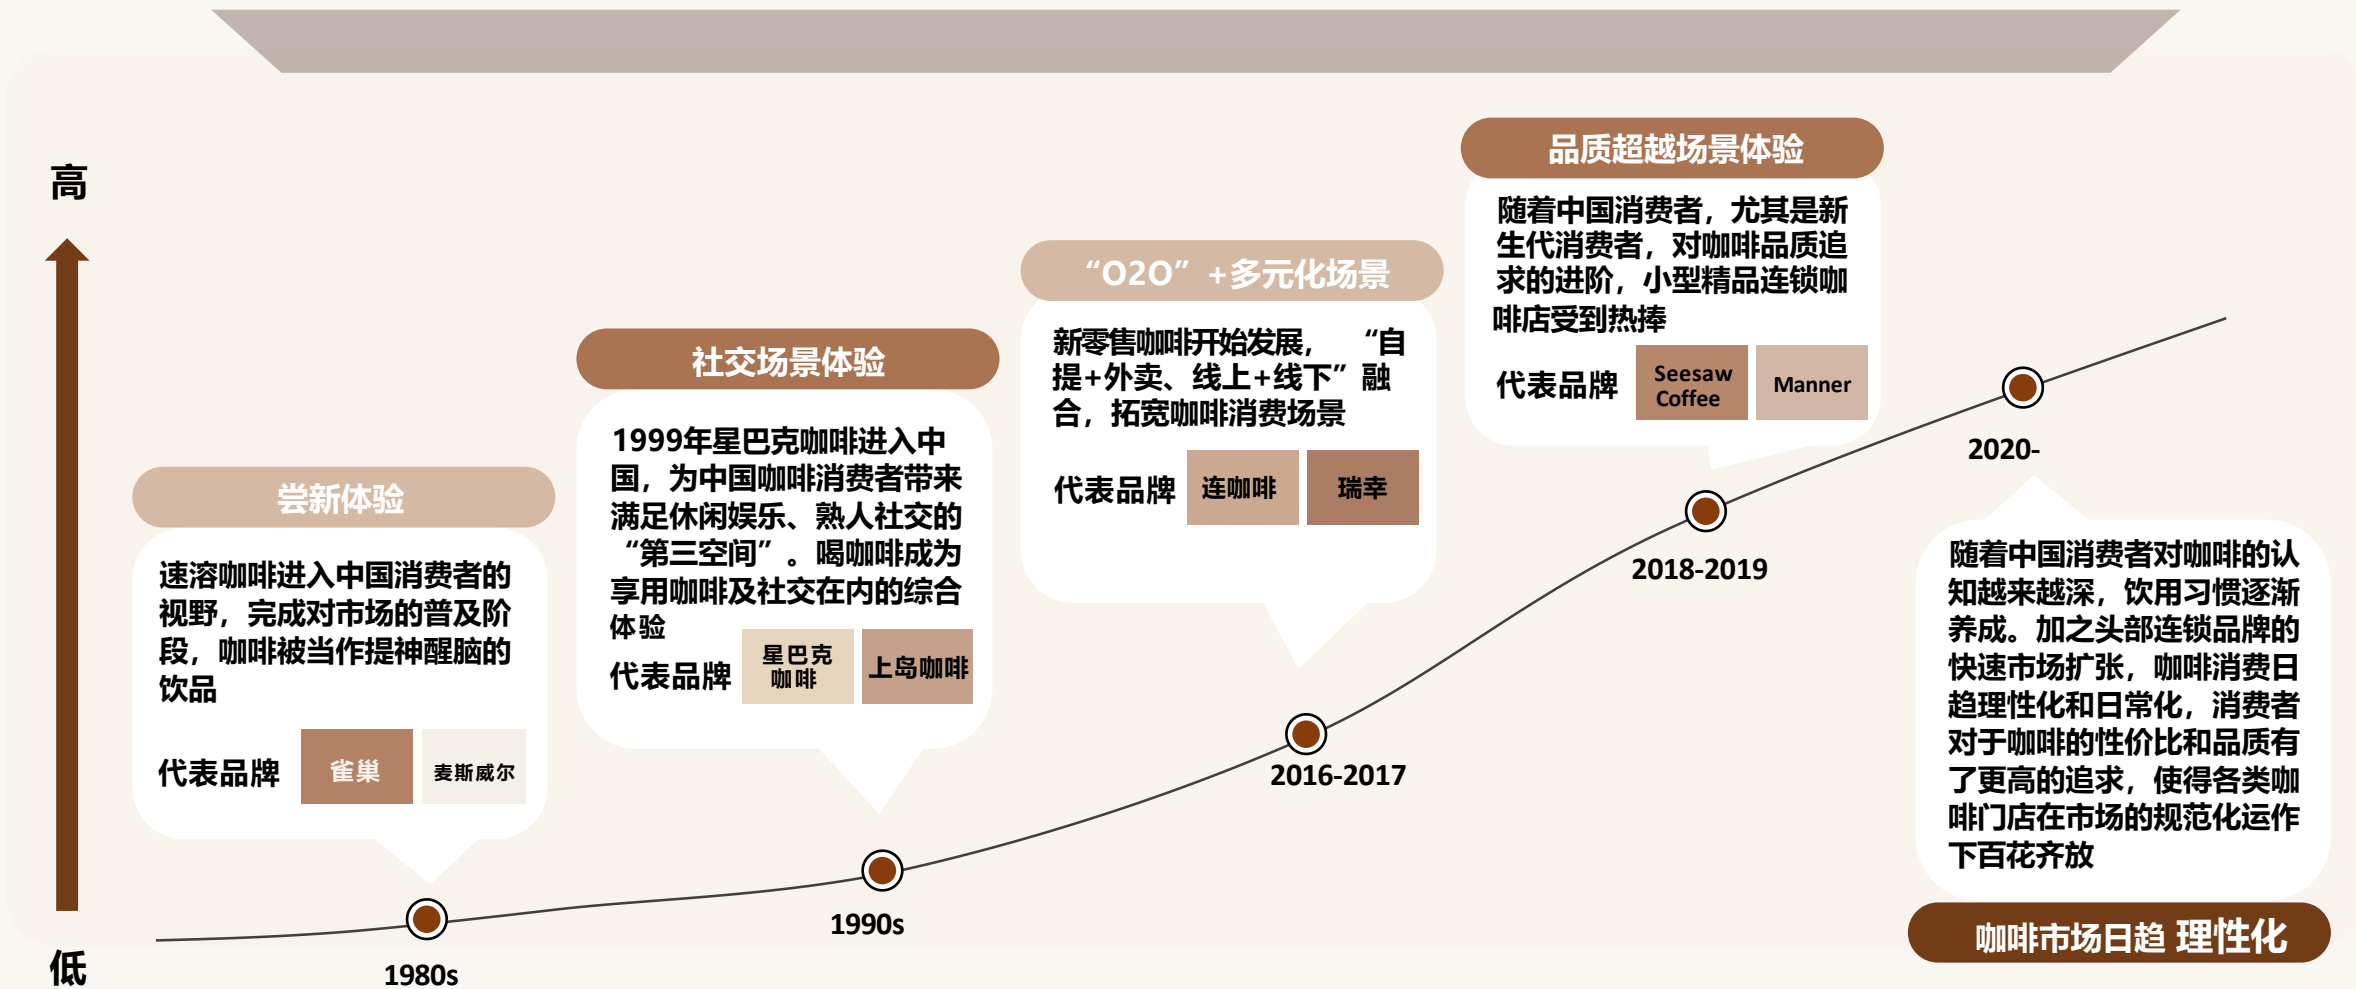 高
低
尝新体验
速溶咖啡进入中国消费者的
视野，完成对市场的普及阶
段，咖啡被当作提神醒脑的
饮品
代表品牌
雀巢
麦斯威尔
1980s
社交场景体验
1999年星巴克咖啡进入中
国，为中国咖啡消费者带来
满足休闲娱乐、熟人社交的
“第三空间”。喝咖啡成为
享用咖啡及社交在内的综合
体验
代表品牌
星巴克
咖啡
上岛咖啡
1990s
“O2O”+多元化场景
新零售咖啡开始发展， “自
提+外卖、线上+线下”融
合，拓宽咖啡消费场景
代表品牌
连咖啡
瑞幸
2016-2017
品质超越场景体验
随着中国消费者，尤其是新
生代消费者，对咖啡品质追
求的进阶，小型精品连锁咖
啡店受到热捧
代表品牌
Seesaw
Coffee
Manner
2018-2019
2020-
随着中国消费者对咖啡的认
知越来越深，饮用习惯逐渐
养成。加之头部连锁品牌的
快速市场扩张，咖啡消费日
趋理性化和日常化，消费者
对于咖啡的性价比和品质有
了更高的追求，使得各类咖
啡门店在市场的规范化运作
下百花齐放
咖啡市场日趋 理性化